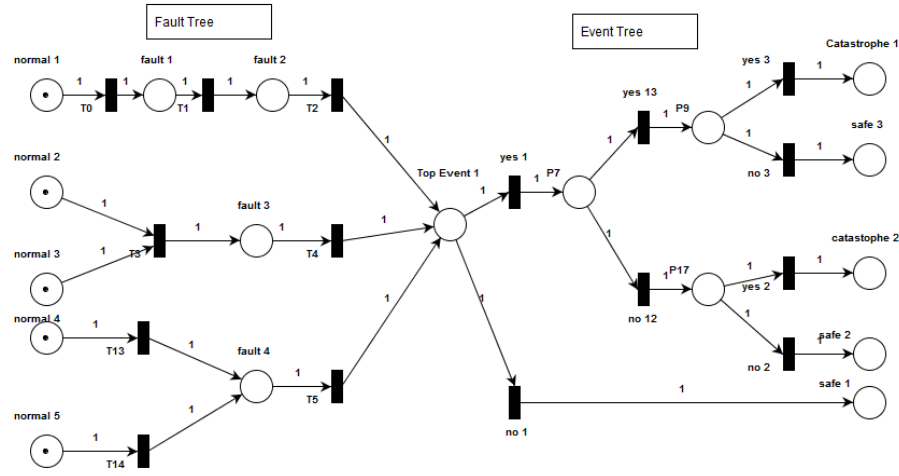 Fault Tree
Event Tree
normal 1
fault 1
fault 2
yes 3
Catastrophe 1
1
1
1
1
1
1
1
T0
T1
T2
yes 13
P9
1
1
safe 3
1
1
1
no 3
normal 2
yes 1
Top Event 1
1
P7
1
1
fault 3
1
1
1
1
T3
T4
1
catastophe 2
normal 3
1
P17
1
1
yes 2
no 12
1
1
1
normal 4
1
T13
1
fault 4
1
no 2
safe 2
1
1
T5
safe 1
1
normal 5
1
1
no 1
T14